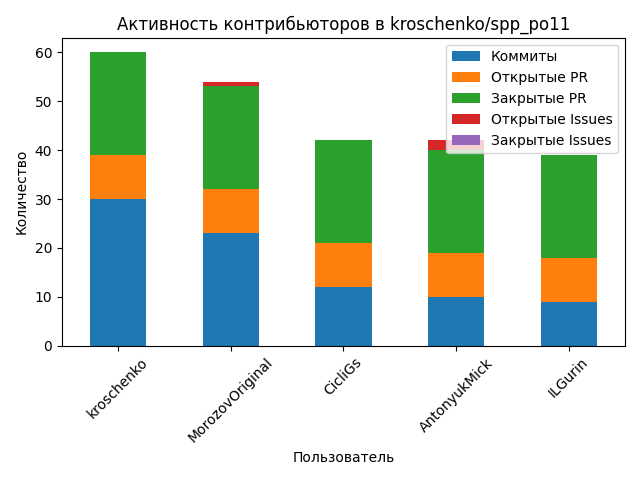 Активность контрибьюторов в kroschenko/spp_po11
Количество
60
50
40
30
20
10
0
Коммиты
Открытые PR
Закрытые PR
Открытые Issues
Закрытые Issues
kroschenko
MorozovOriginal
CicliGs
AntonyukMick
ILGurin
Пользователь